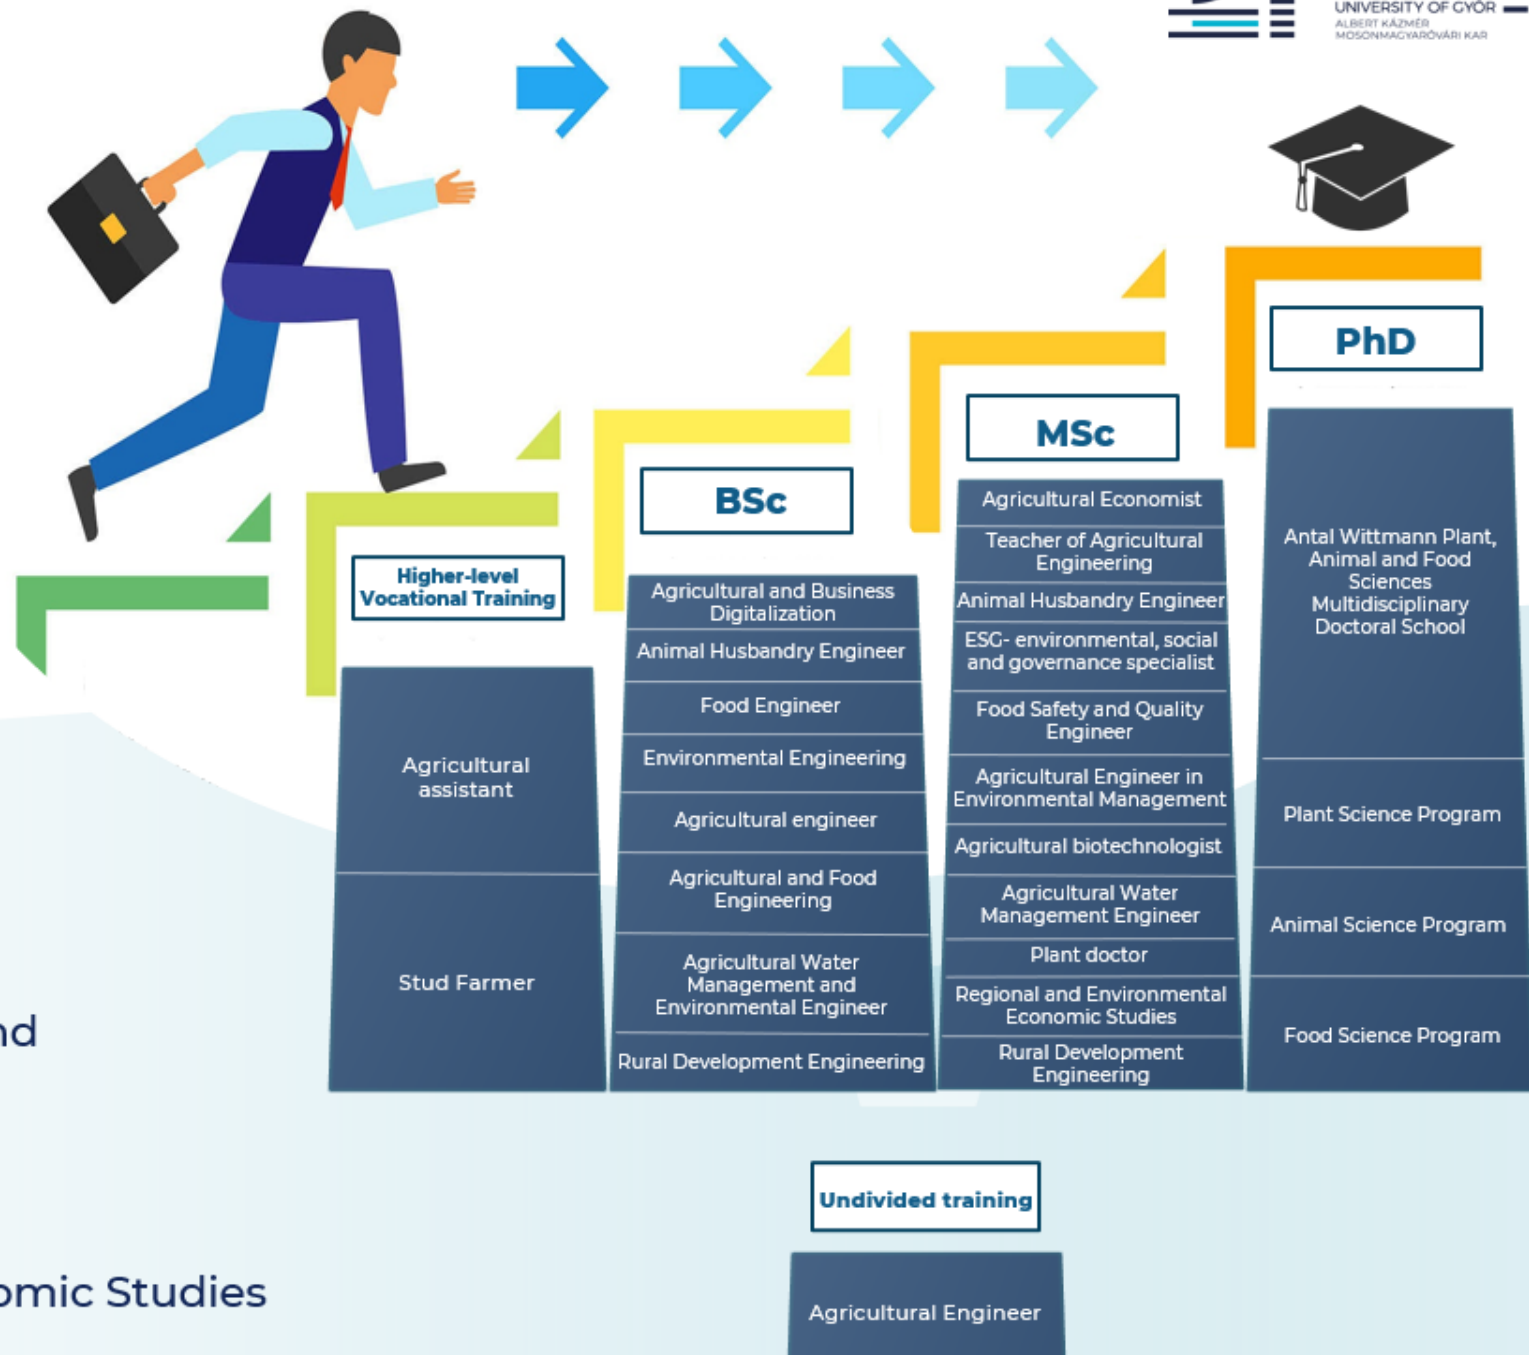 UNIVERSITY OF GYŐR
ALBERT KÁZMÉR
MOSONMAGYARÓVÁRI KAR
PhD
Antal Wittmann Plant,
Animal and Food
Sciences
Multidisciplinary
Doctoral School
Plant Science Program
Animal Science Program
Food Science Program
MSc
Agricultural Economist
Teacher of Agricultural
Engineering
Animal Husbandry Engineer
ESG- environmental, social
and governance specialist
Food Safety and Quality
Engineer
Agricultural Engineer in
Environmental Management
Agricultural biotechnologist
Agricultural Water
Management Engineer
Plant doctor
Regional and Environmental
Economic Studies
Rural Development
Engineering
BSc
Agricultural and Business
Digitalization
Animal Husbandry Engineer
Food Engineer
Environmental Engineering
Agricultural engineer
Agricultural and Food
Engineering
Agricultural Water
Management and
Environmental Engineer
Rural Development Engineering
Higher-level
Vocational Training
Agricultural
assistant
Stud Farmer
nd
omic Studies
Undivided training
Agricultural Engineer